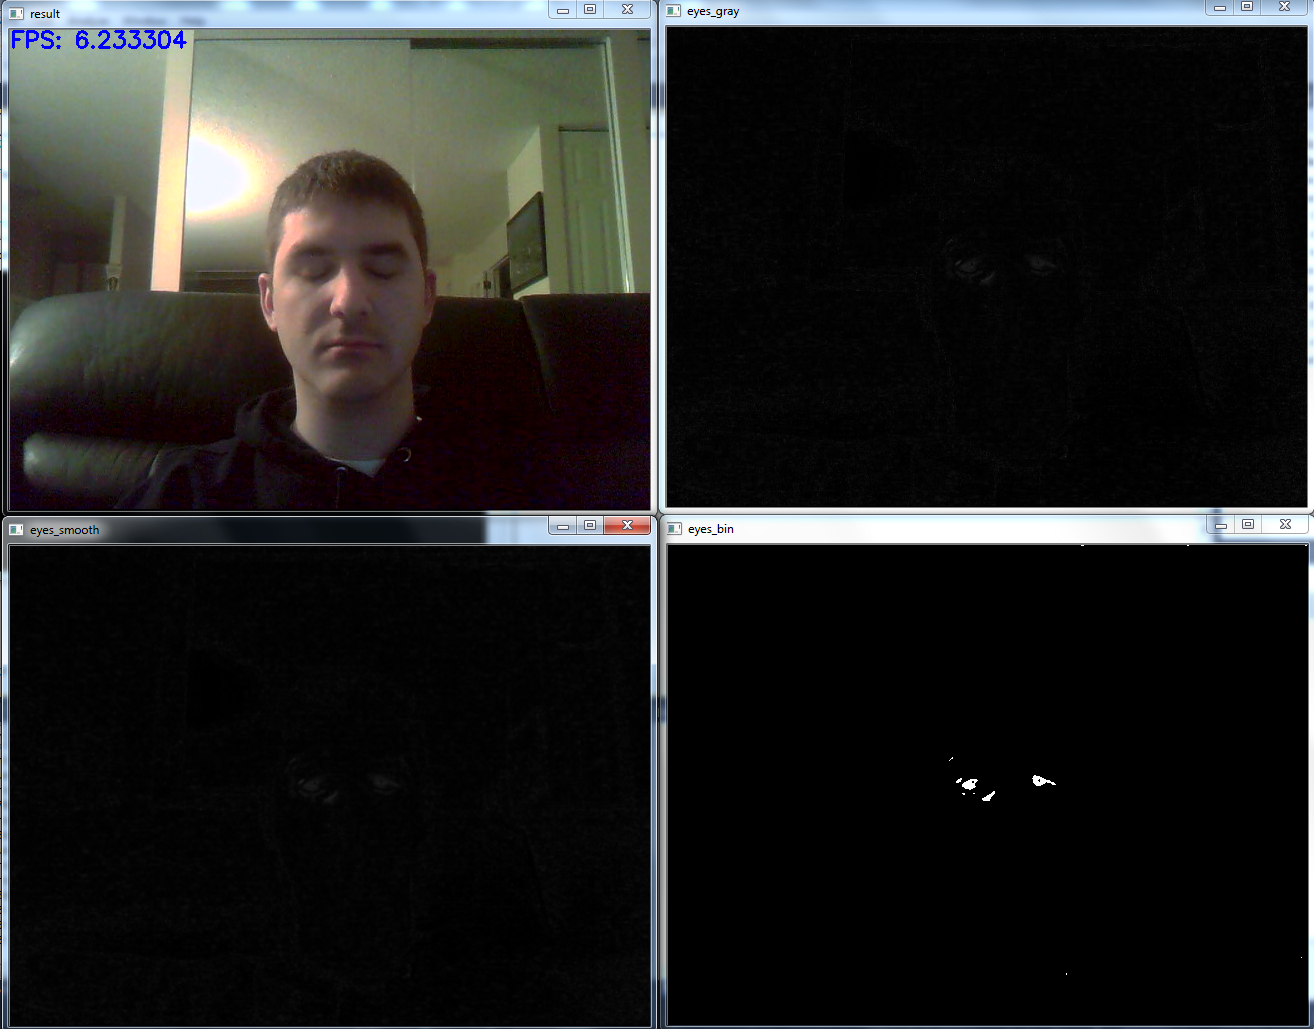 result
eyes_gray
FPS: 6.233304
eyes_smooth
eyes_bin